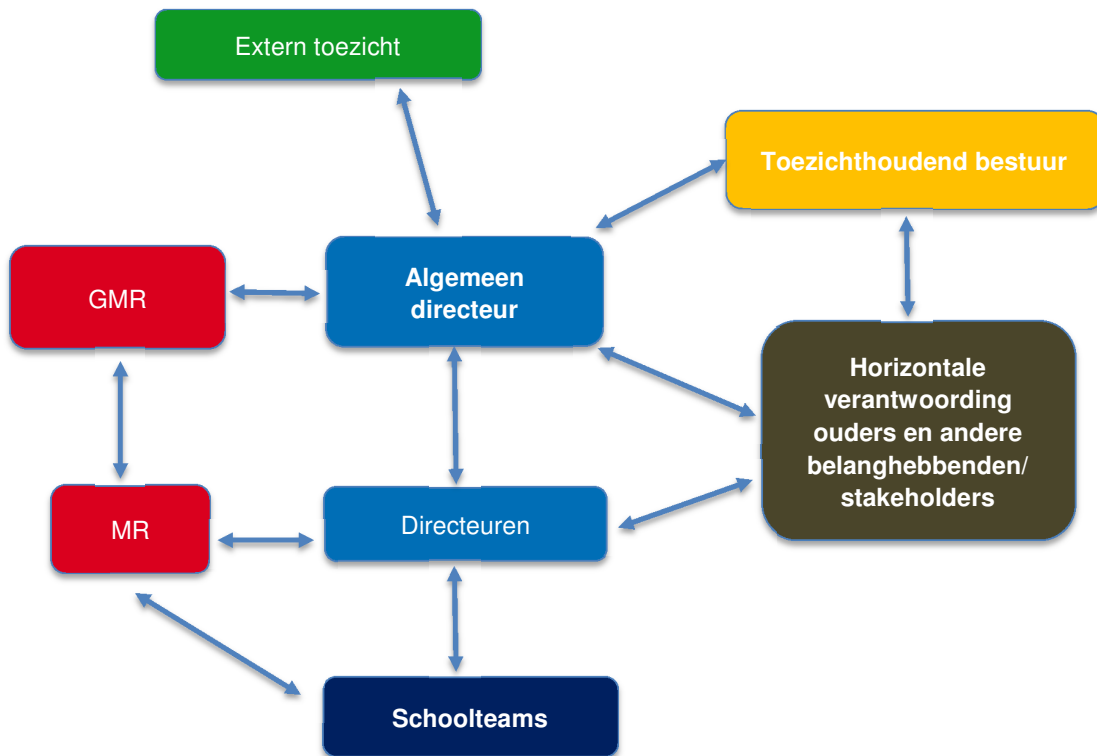 Extern toezicht
Toezichthoudend bestuur
GMR
Algemeen
directeur
Horizontale
verantwoording
ouders en andere
belanghebbenden/
stakeholders
MR
Directeuren
Schoolteams